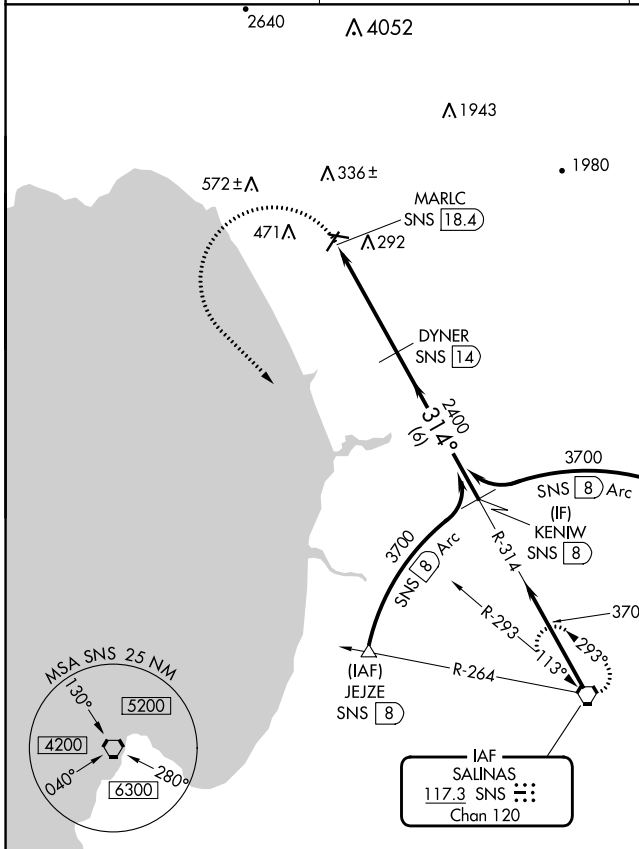 2640
4052
1943
1980
572±
336±
MARLC
SNS 18.4
471
292
DYNER
SNS 14
2400
314°
(6)
3700
SNS 8 Arc
(IF)
KENIW
SNS 8
3700
SNS 8 Arc
R-314
370
R-293
293°
113°
R-264
(IAF)
JEJZE
SNS 8
MSA SNS 25 NM
130°
5200
4200
040°
280°
6300
IAF
SALINAS
117.3 SNS
Chan 120